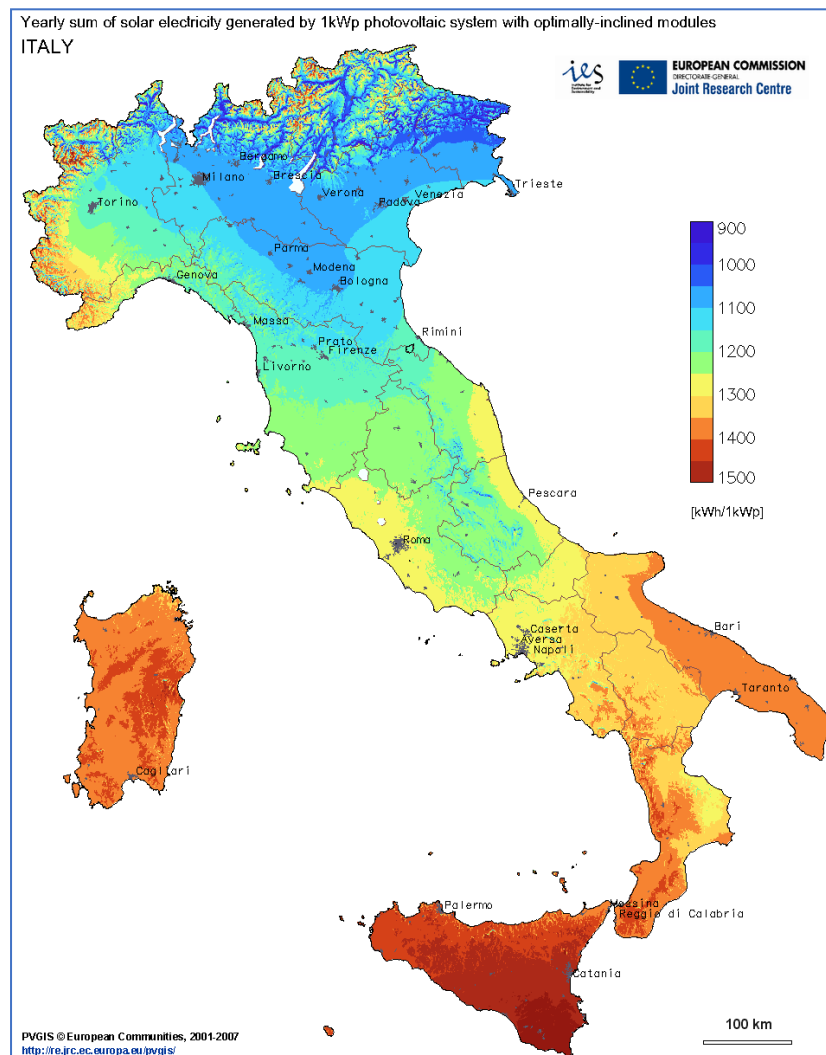 Yearly sum of solar electricity generated by 1kWp photovoltaic system with optimally-inclined modules
ITALY
ies
EUROPEAN COMMISSION
DIRECTORATE-GENERAL
Joint Research Centre
Bergamo
Milano
Brescia
Trieste
Verona
Venezia
Torino
Padova
900
Parma
1000
Modena
Genova
Bologna
1100
Massa
Rimini
Prato
1200
Firenze
Livorno
1300
1400
1500
Pescara
[kWh/1kWp]
Roma
Caserta
Bari
Aversa
Napoli
Taranto
Cagliari
Palermo
Messina
Reggio di Calabria
Catania
100 km
PVGIS © European Communities, 2001-2007
http://re.jrc.ec.europa.eu/pvgis/